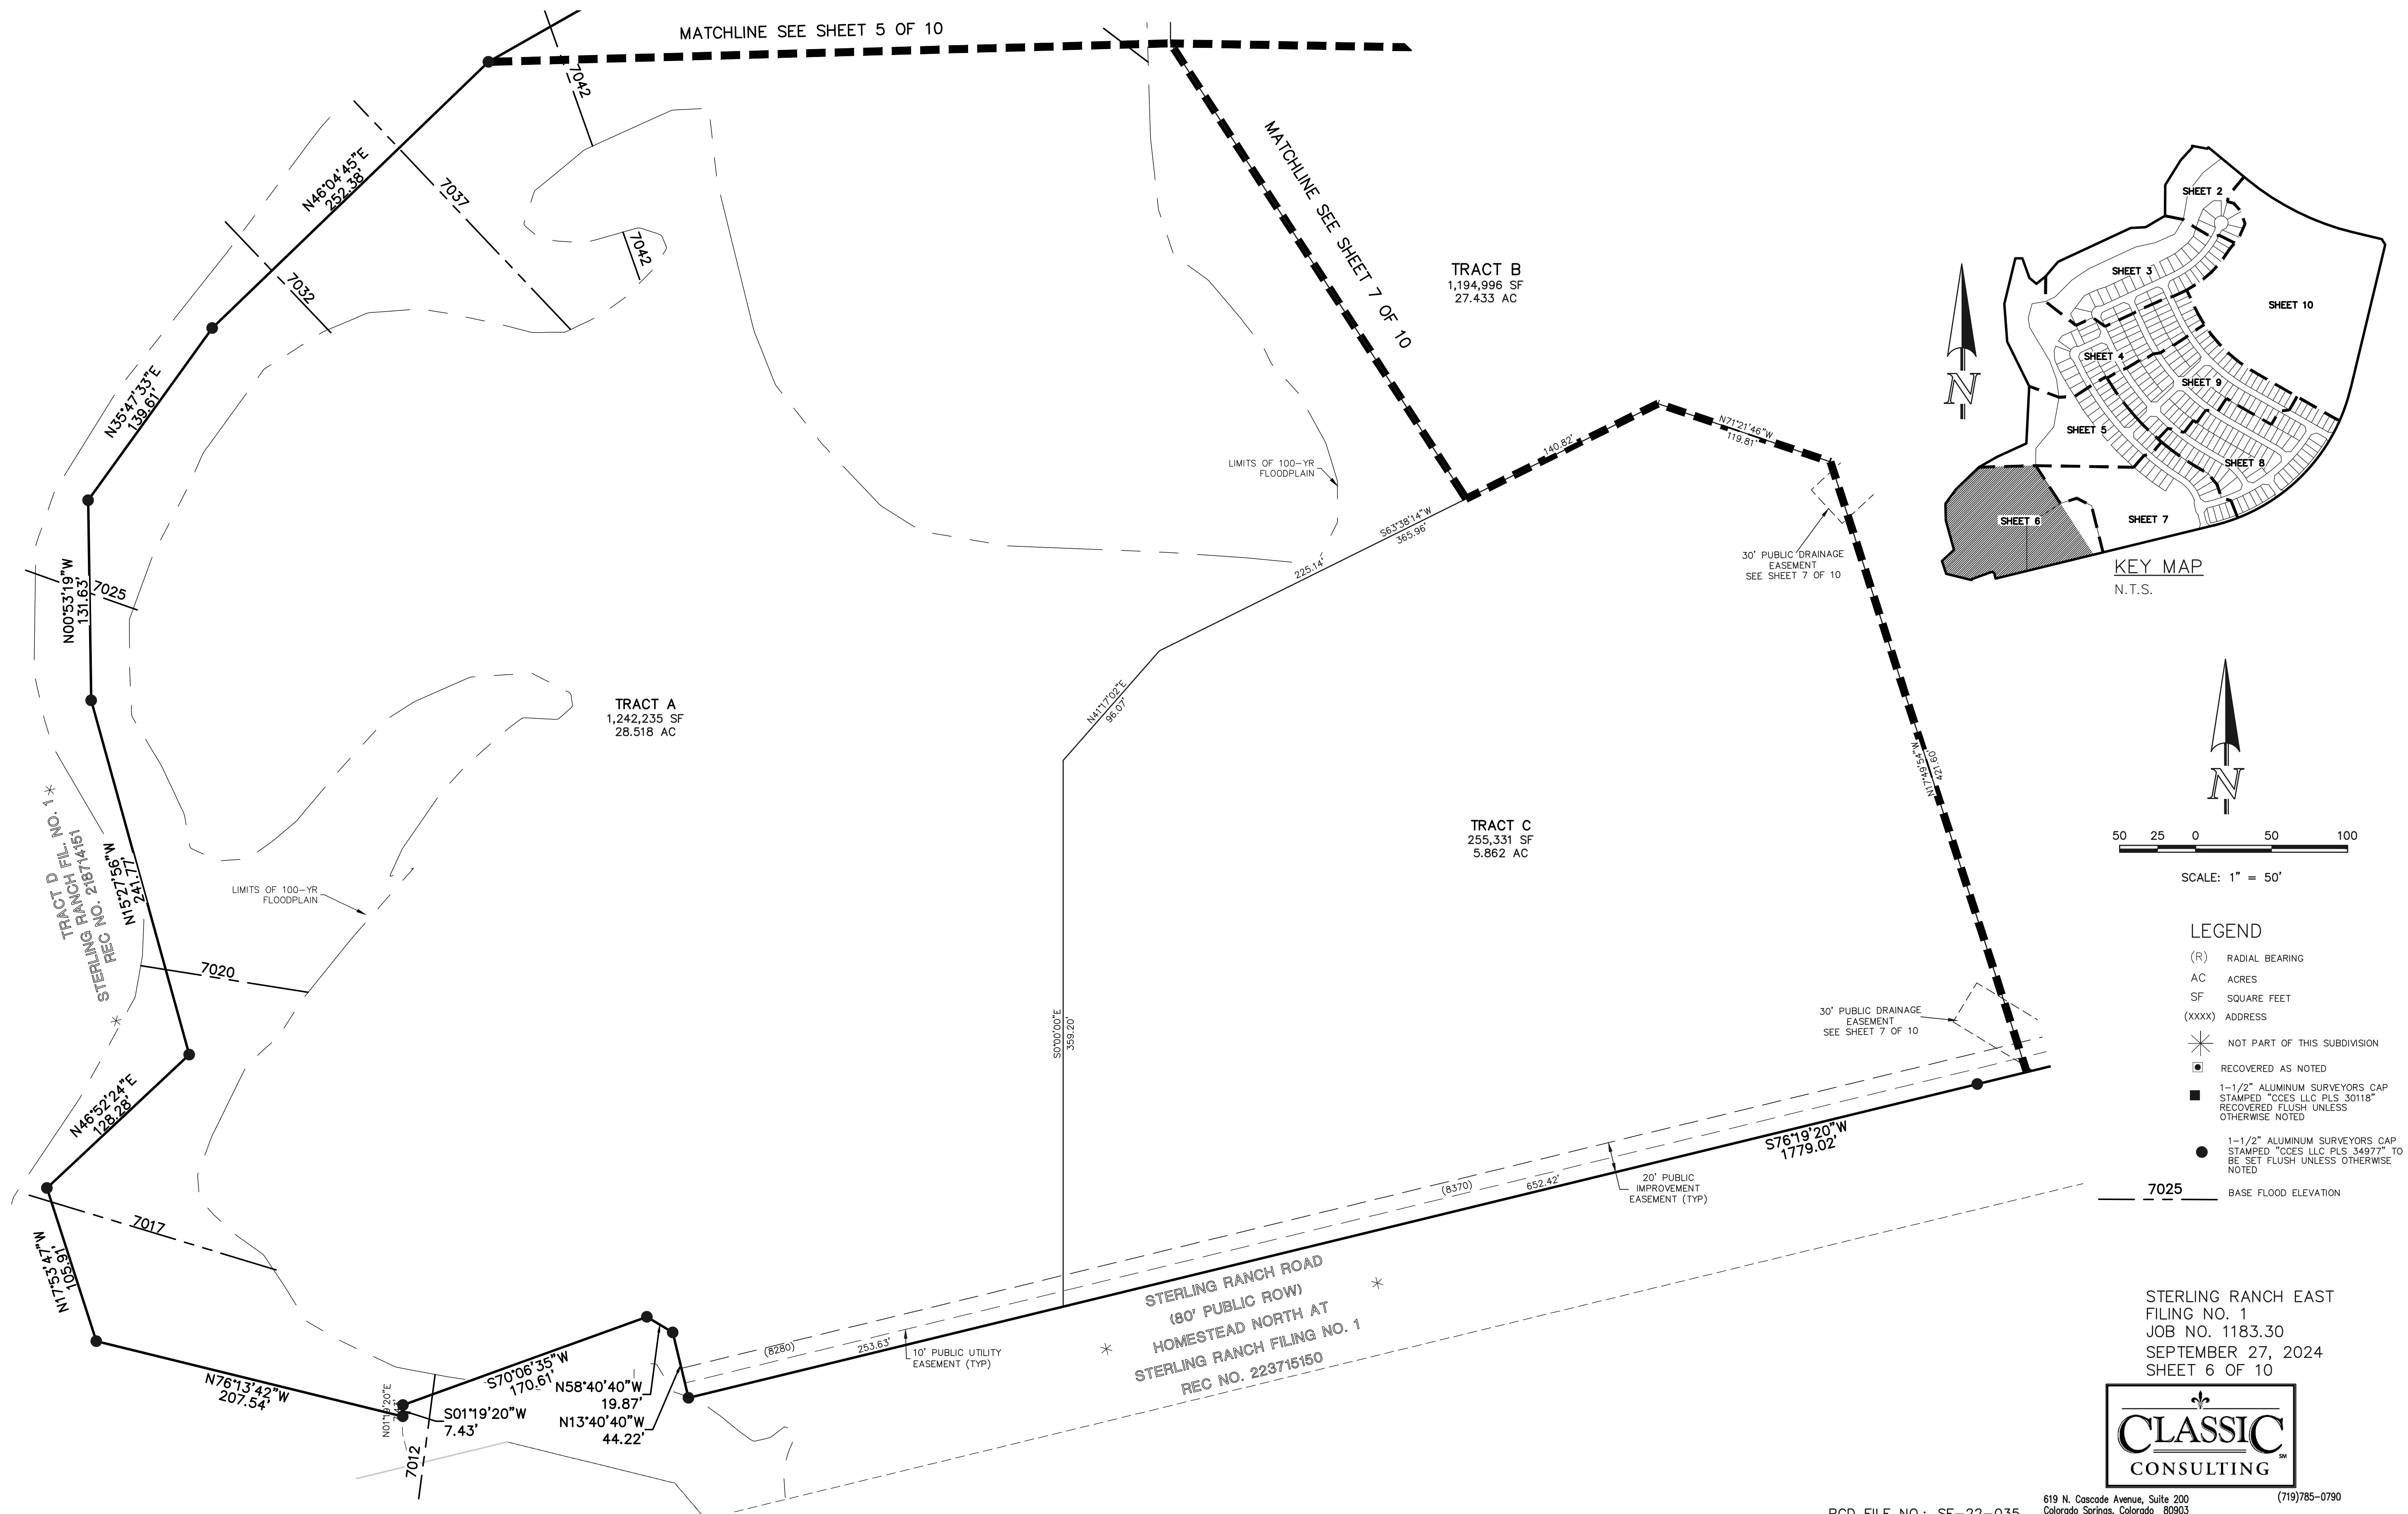 MATCHLINE SEE SHEET 5 OF 10
7042
7037
7042
7032
N46°04'45"E
252.38'
MATCHLINE SEE SHEET 7 OF 10
TRACT B
1,194,996 SF
27.433 AC
N35°47'33"E
139.61'
N71°21'46"W
119.81'
140.82'
LIMITS OF 100-YR
FLOODPLAIN
S63°38'14"W
365.96'
225.14'
30' PUBLIC DRAINAGE
EASEMENT
SEE SHEET 7 OF 10
N00°53'19"W
131.63'
7025
TRACT A
1,242,235 SF
28.518 AC
N41°17'02"E
96.07'
N17°49'54"W
421.60'
TRACT C
255,331 SF
5.862 AC
TRACT D
STERLING RANCH FIL. NO. 1
REC NO. 218714151
N15°27'56"W
241.77'
LIMITS OF 100-YR
FLOODPLAIN
7020
S0°00'00"E
359.20'
30' PUBLIC DRAINAGE
EASEMENT
SEE SHEET 7 OF 10
N46°52'24"E
128.28'
7017
N17°53'47"W
105.91'
S76°19'20"W
1779.02'
20' PUBLIC
IMPROVEMENT
EASEMENT (TYP)
(8370)
652.42'
STERLING RANCH ROAD
(80' PUBLIC ROW)
HOMESTEAD NORTH AT
STERLING RANCH FILING NO. 1
REC NO. 223715150
(8280)
253.63'
10' PUBLIC UTILITY
EASEMENT (TYP)
N76°13'42"W
207.54'
S70°06'35"W
170.61'
N58°40'40"W
19.87'
N13°40'40"W
44.22'
N01°19'20"E
S01°19'20"W
7.43'
7012
SHEET 2
SHEET 3
SHEET 10
SHEET 4
SHEET 9
SHEET 5
SHEET 8
SHEET 6
SHEET 7
N
KEY MAP
N.T.S.
N
50 25 0 50 100
SCALE: 1" = 50'
LEGEND
(R) RADIAL BEARING
AC ACRES
SF SQUARE FEET
(XXXX) ADDRESS
NOT PART OF THIS SUBDIVISION
RECOVERED AS NOTED
1-1/2" ALUMINUM SURVEYORS CAP
STAMPED "CCES LLC PLS 30118"
RECOVERED FLUSH UNLESS
OTHERWISE NOTED
1-1/2" ALUMINUM SURVEYORS CAP
STAMPED "CCES LLC PLS 34977" TO
BE SET FLUSH UNLESS OTHERWISE
NOTED
7025 BASE FLOOD ELEVATION
STERLING RANCH EAST
FILING NO. 1
JOB NO. 1183.30
SEPTEMBER 27, 2024
SHEET 6 OF 10
CLASSIC
SM
CONSULTING
619 N. Cascade Avenue, Suite 200 (719)785-0790
Colorado Springs, Colorado 80903
PCD FILE NO.: SF-22-035